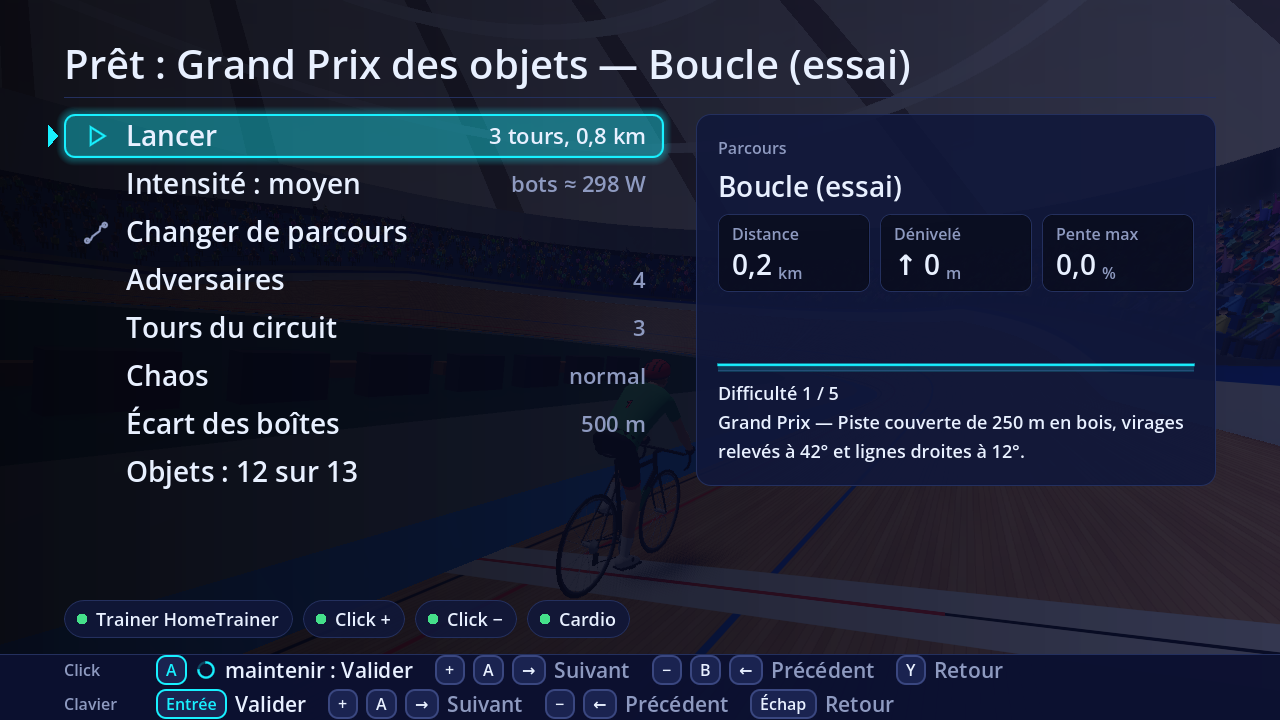 Prêt : Grand Prix des objets — Boucle (essai)
Lancer 3 tours, 0,8 km
Intensité : moyen bots ≈ 298 W
Changer de parcours
Adversaires 4
Tours du circuit 3
Chaos normal
Écart des boîtes 500 m
Objets : 12 sur 13
Parcours
Boucle (essai)
Distance Dénivelé Pente max
0,2 km ↑ 0 m 0,0 %
Difficulté 1 / 5
Grand Prix — Piste couverte de 250 m en bois, virages
relevés à 42° et lignes droites à 12°.
Trainer HomeTrainer Click + Click − Cardio
Click A maintenir : Valider + A → Suivant − B ← Précédent Y Retour
Clavier Entrée Valider + A → Suivant − ← Précédent Échap Retour